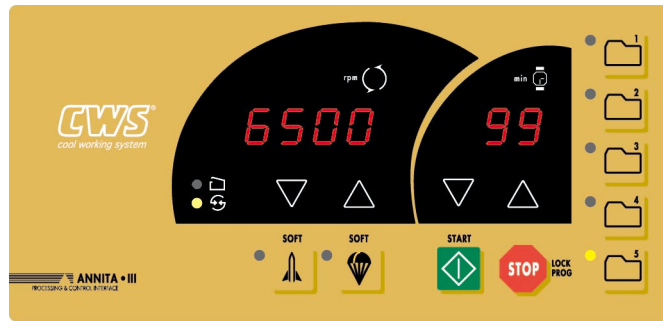 1
rpm
min
2
6500
99
CWS®
cool working system
3
4
SOFT
SOFT
START
5
STOP
LOCK
PROG
ANNITA • III
PROCESSING & CONTROL INTERFACE